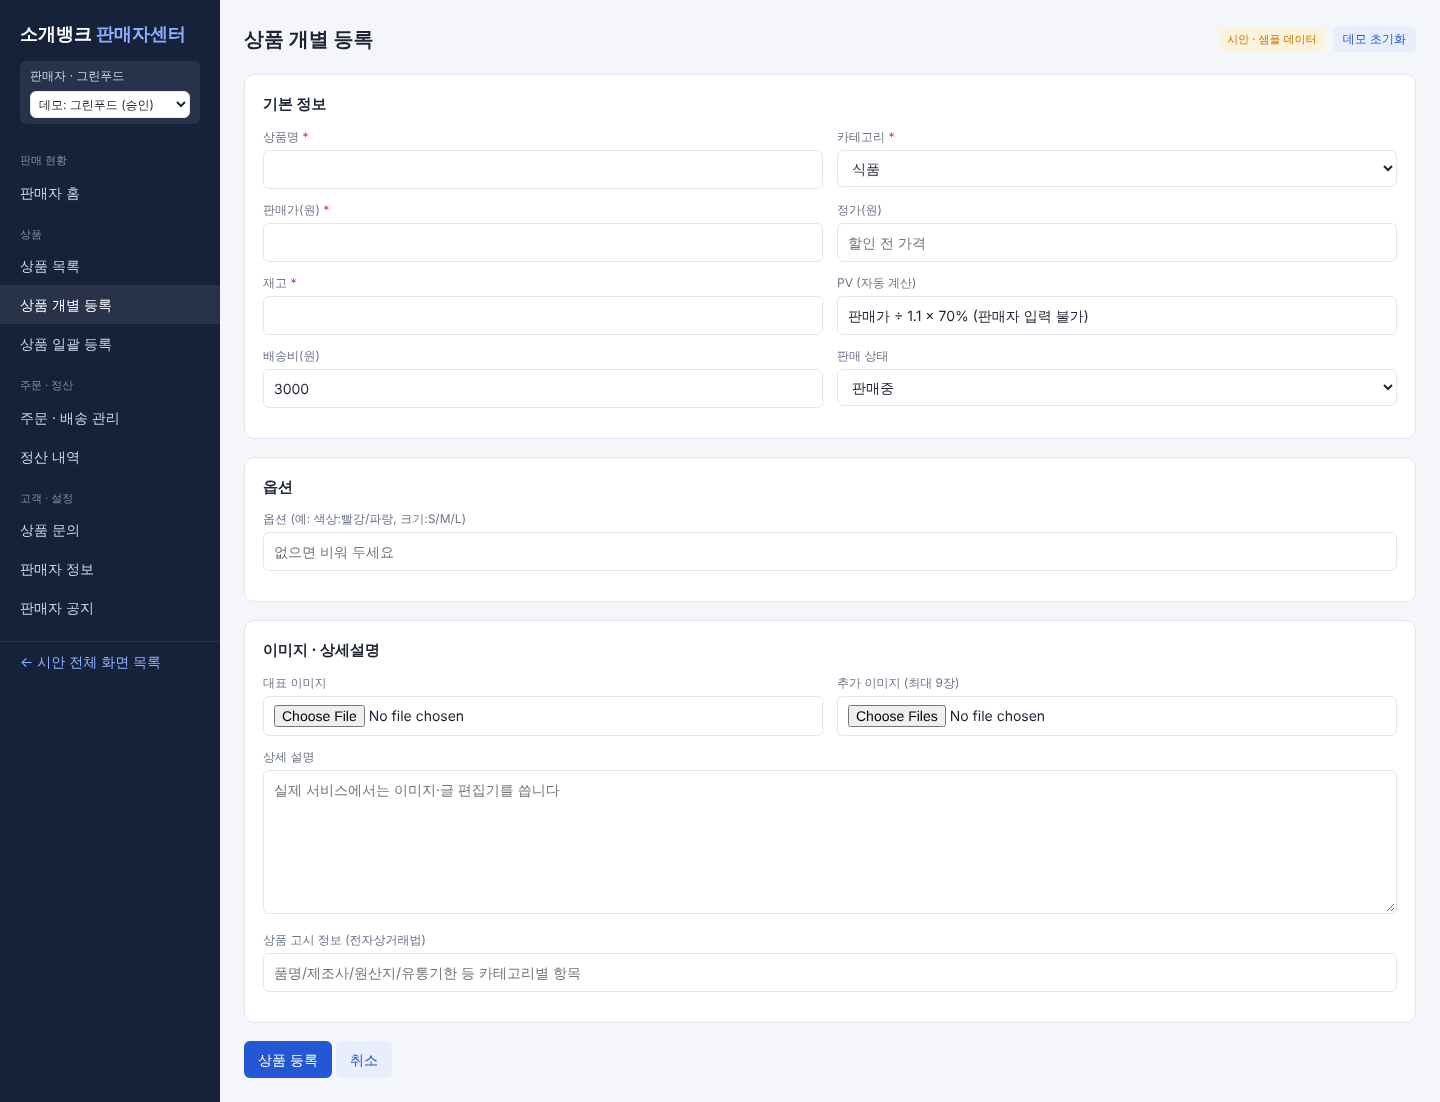 소개뱅크 판매자센터
판매자 · 그린푸드
데모: 그린푸드 (승인)
판매 현황
판매자 홈
상품
상품 목록
상품 개별 등록
상품 일괄 등록
주문 · 정산
주문 · 배송 관리
정산 내역
고객 · 설정
상품 문의
판매자 정보
판매자 공지
← 시안 전체 화면 목록
상품 개별 등록
시안 · 샘플 데이터
데모 초기화
기본 정보
상품명 *
카테고리 *
식품
판매가(원) *
정가(원)
할인 전 가격
재고 *
PV (자동 계산)
판매가 ÷ 1.1 × 70% (판매자 입력 불가)
배송비(원)
판매 상태
3000
판매중
옵션
옵션 (예: 색상:빨강/파랑, 크기:S/M/L)
없으면 비워 두세요
이미지 · 상세설명
대표 이미지
추가 이미지 (최대 9장)
Choose File No file chosen
Choose Files No file chosen
상세 설명
실제 서비스에서는 이미지·글 편집기를 씁니다
상품 고시 정보 (전자상거래법)
품명/제조사/원산지/유통기한 등 카테고리별 항목
상품 등록
취소